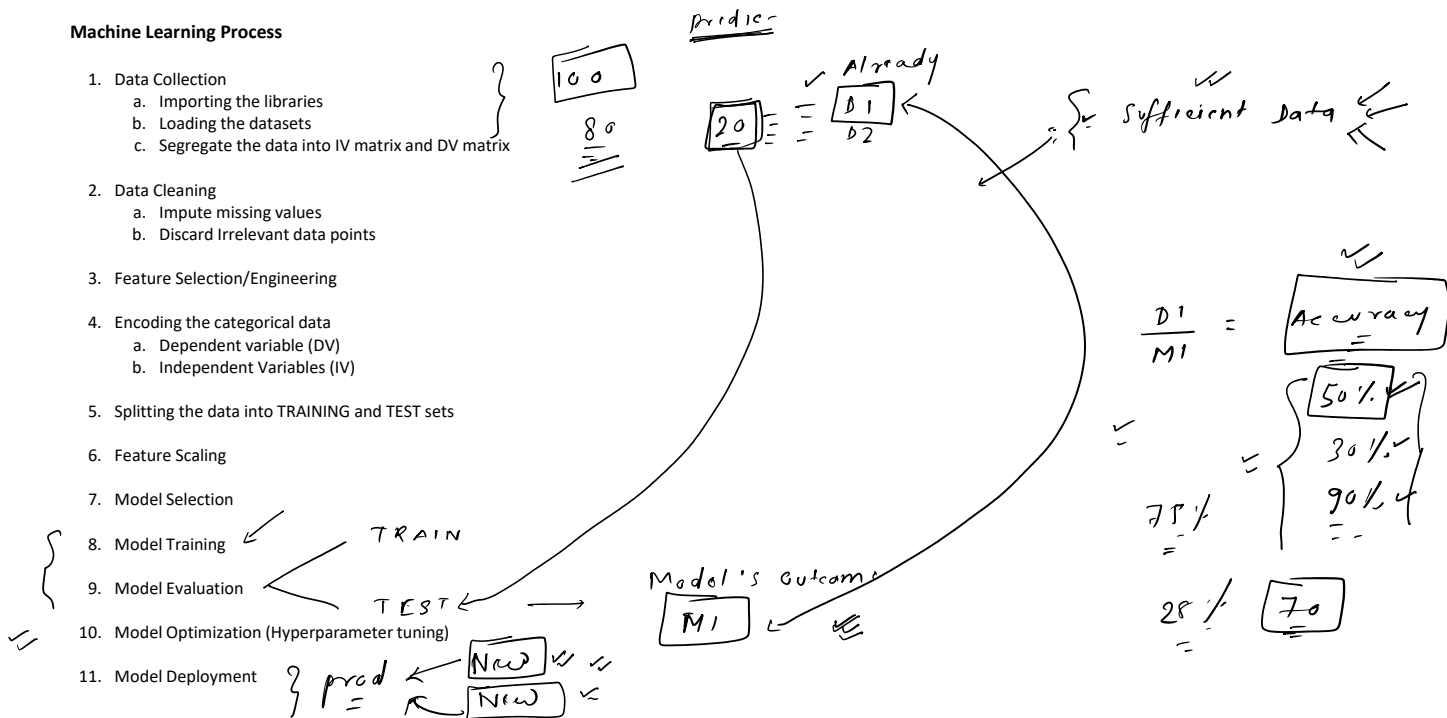 Machine Learning Process
Predic-
1. Data Collection
a. Importing the libraries
b. Loading the datasets
c. Segregate the data into IV matrix and DV matrix
100
80
20
Already
D1
D2
Sufficient Data
2. Data Cleaning
a. Impute missing values
b. Discard Irrelevant data points
3. Feature Selection/Engineering
4. Encoding the categorical data
a. Dependent variable (DV)
b. Independent Variables (IV)
D1
M1
=
Accuracy
50%
30%
90%
75%
28%
70
5. Splitting the data into TRAINING and TEST sets
6. Feature Scaling
7. Model Selection
8. Model Training
TRAIN
9. Model Evaluation
TEST
Model's outcome
M1
10. Model Optimization (Hyperparameter tuning)
11. Model Deployment
prod
New
New